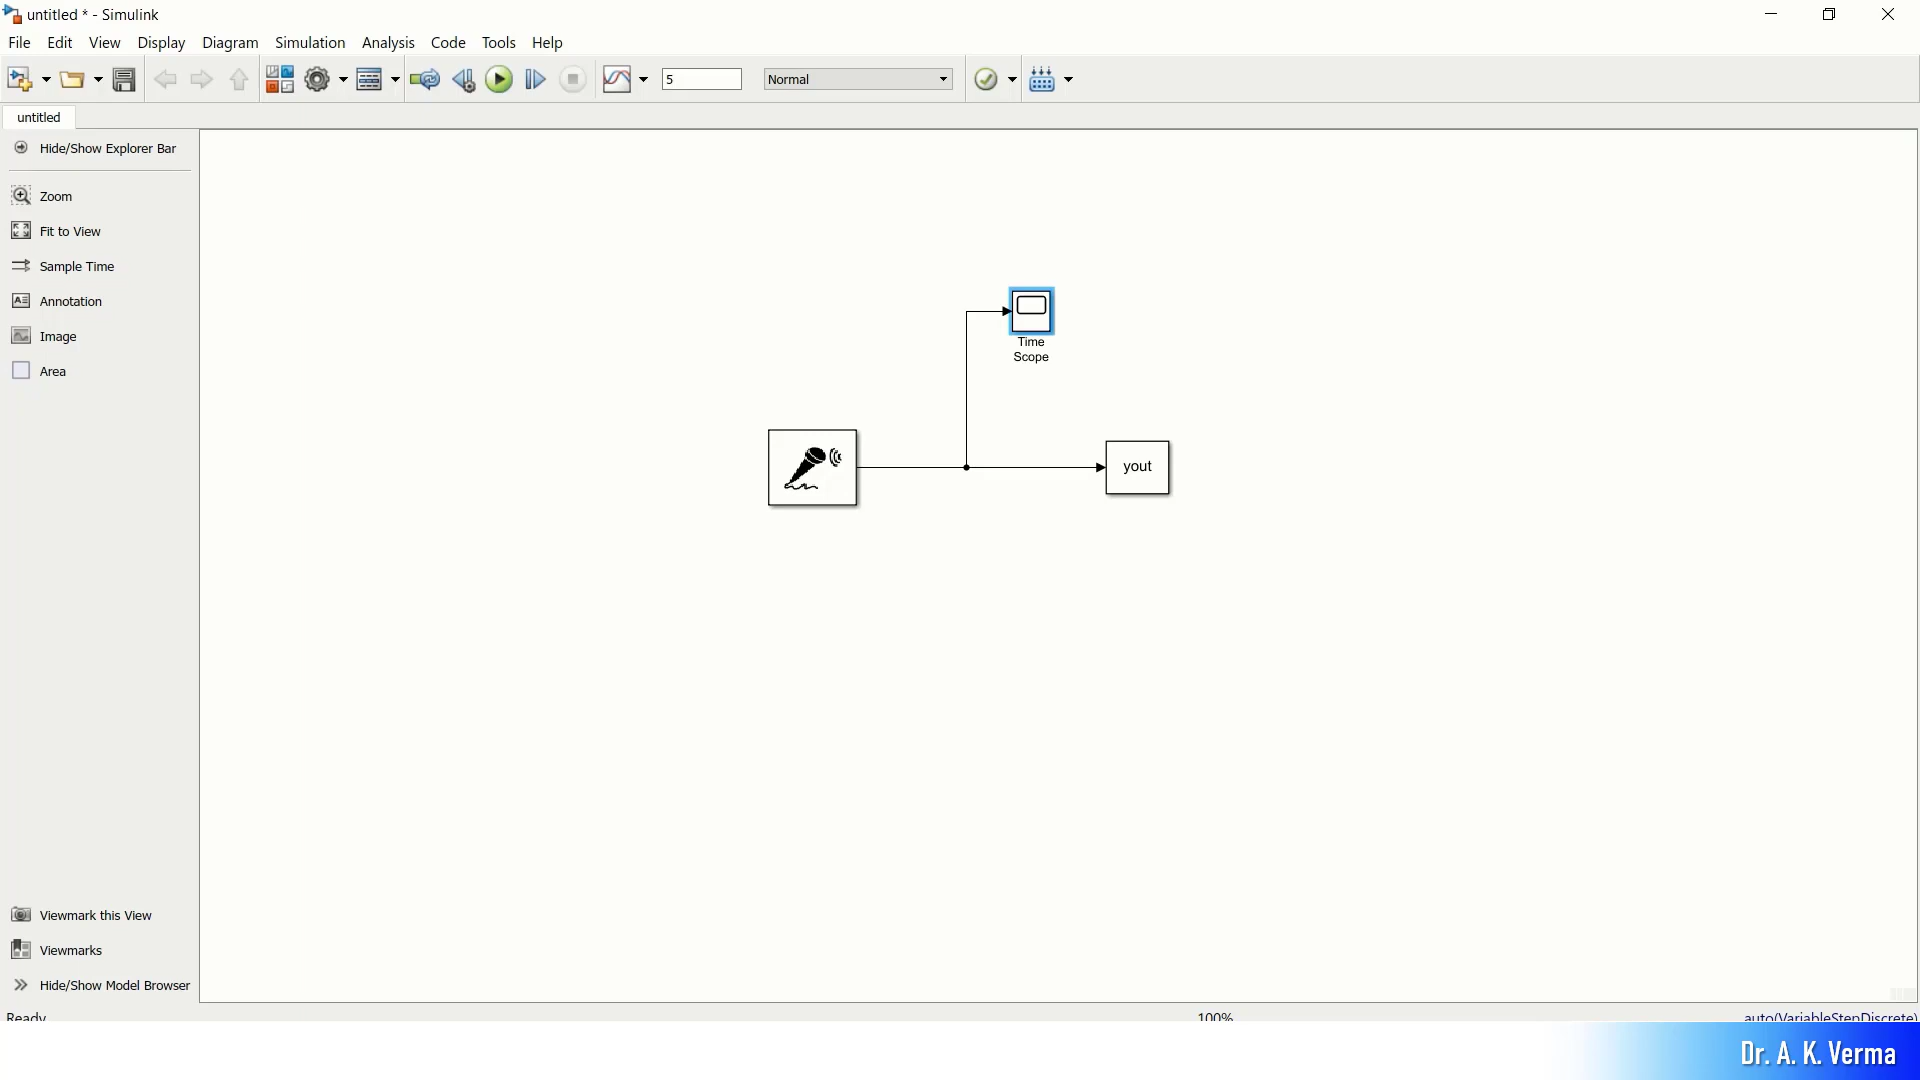 untitled * - Simulink
File Edit View Display Diagram Simulation Analysis Code Tools Help
5 Normal
untitled
Hide/Show Explorer Bar
Zoom
Fit to View
Sample Time
Annotation
Image
Area
Time
Scope
yout
Viewmark this View
Viewmarks
Hide/Show Model Browser
Ready 100% auto(VariableStepDiscrete)
Dr. A. K. Verma